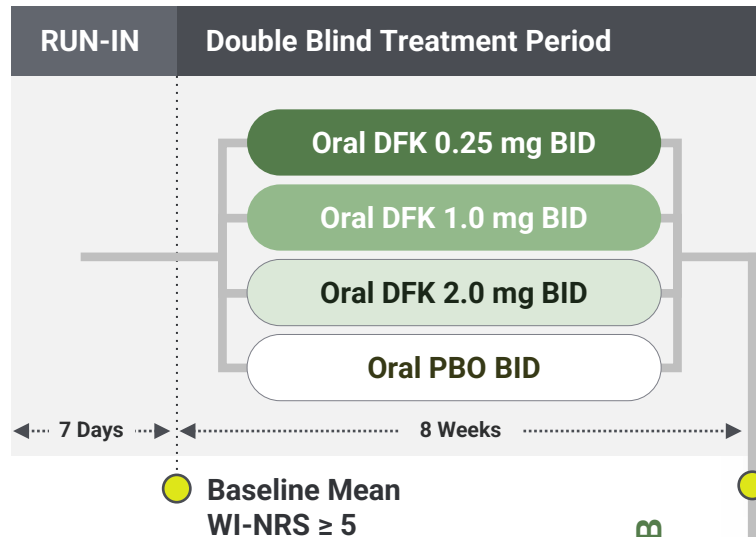 RUN-IN
Double Blind Treatment Period
Oral DFK 0.25 mg BID
Oral DFK 1.0 mg BID
Oral DFK 2.0 mg BID
Oral PBO BID
7 Days
8 Weeks
Baseline Mean
WI-NRS ≥ 5
B